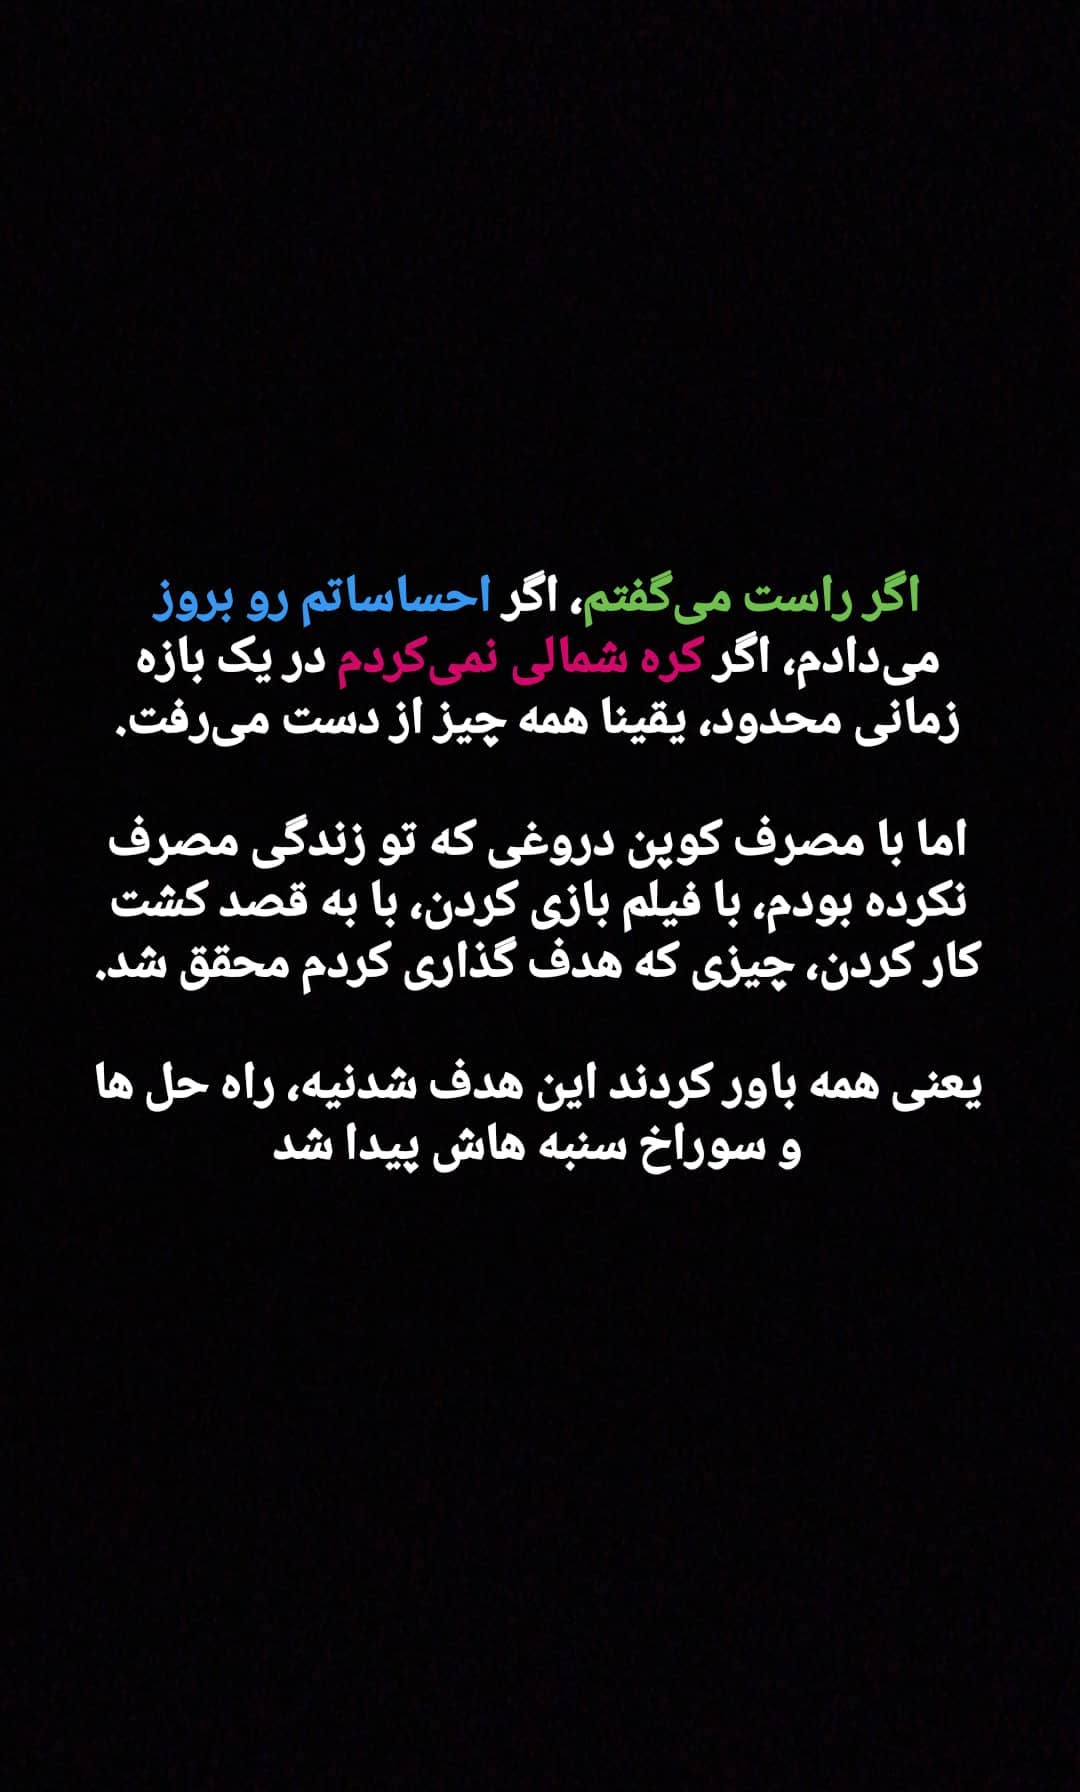 اگر راست می‌گفتم، اگر احساساتم رو بروز
می‌دادم، اگر کره شمالی نمی‌کردم در یک بازه
زمانی محدود، یقینا همه چیز از دست می‌رفت.
اما با مصرف کوپن دروغی که تو زندگی مصرف
نکرده بودم، با فیلم بازی کردن، با به قصد کشت
کار کردن، چیزی که هدف گذاری کردم محقق شد.
یعنی همه باور کردند این هدف شدنیه، راه حل ها
و سوراخ سنبه هاش پیدا شد